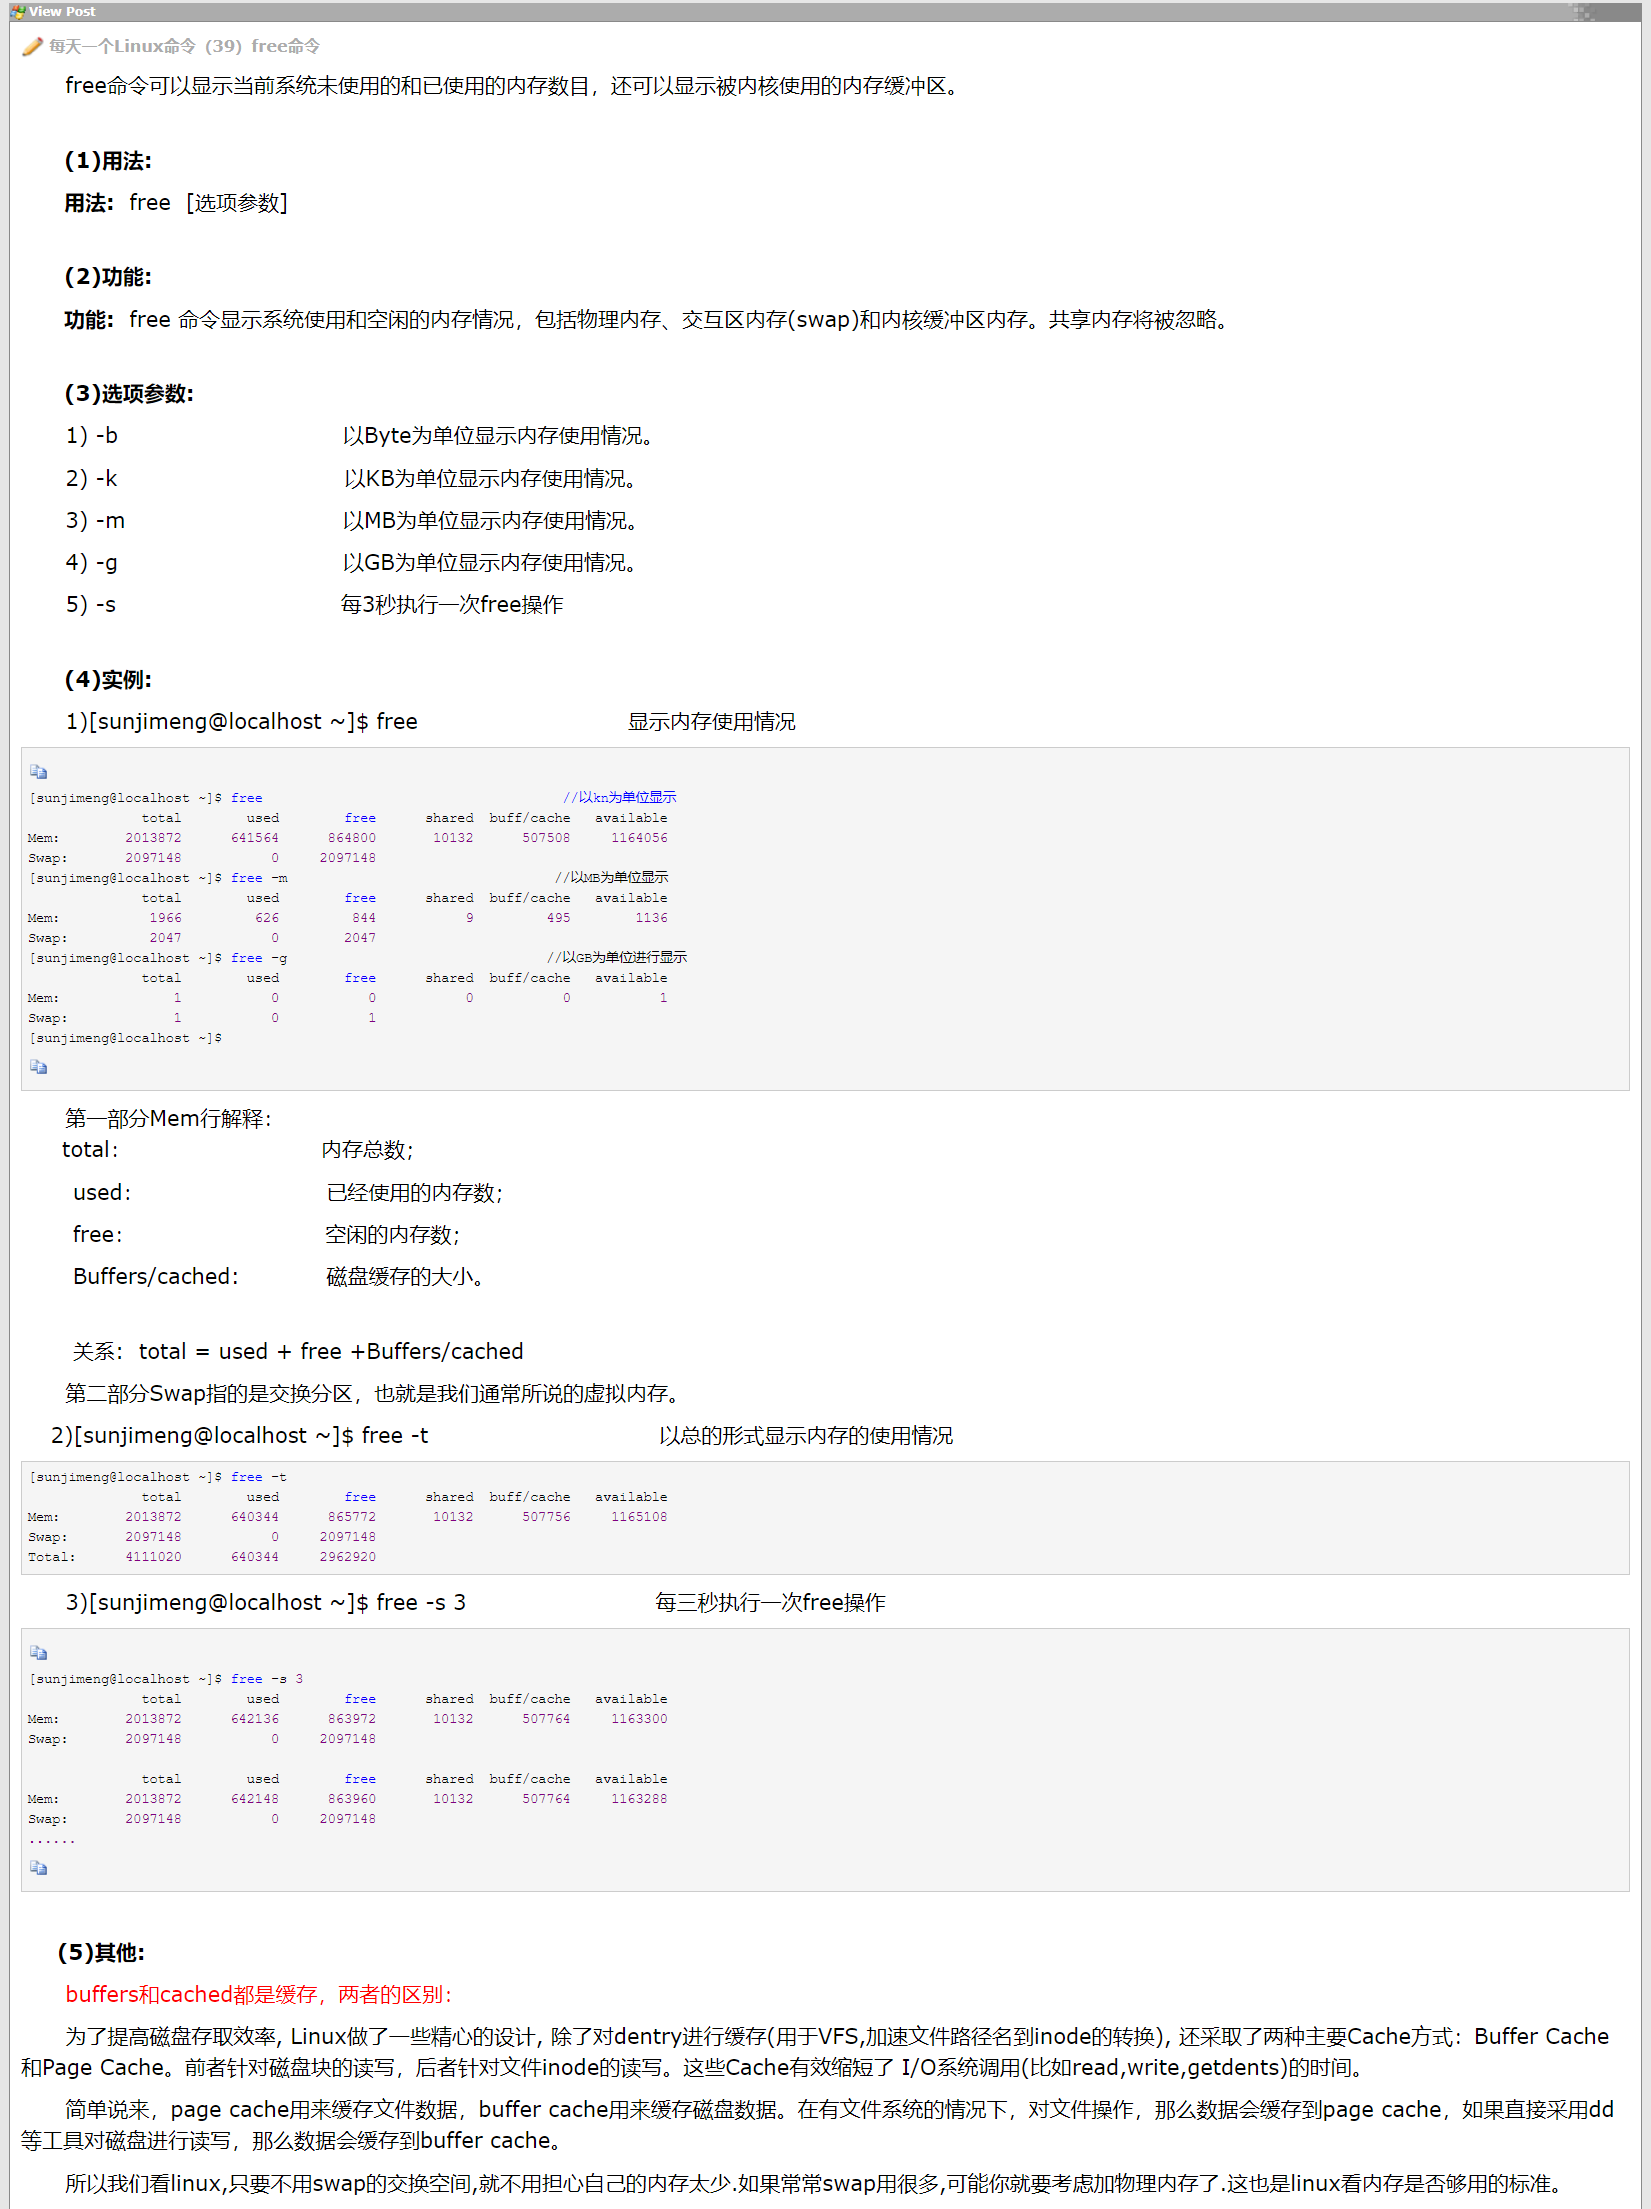 View Post
每天一个Linux命令（39）free命令
free命令可以显示当前系统未使用的和已使用的内存数目，还可以显示被内核使用的内存缓冲区。
(1)用法:
用法: free [选项参数]
(2)功能:
功能: free 命令显示系统使用和空闲的内存情况，包括物理内存、交互区内存(swap)和内核缓冲区内存。共享内存将被忽略。
(3)选项参数:
1) -b 以Byte为单位显示内存使用情况。
2) -k 以KB为单位显示内存使用情况。
3) -m 以MB为单位显示内存使用情况。
4) -g 以GB为单位显示内存使用情况。
5) -s 每3秒执行一次free操作
(4)实例:
1)[sunjimeng@localhost ~]$ free 显示内存使用情况
[sunjimeng@localhost ~]$ free //以kn为单位显示
total used free shared buff/cache available
Mem: 2013872 641564 864800 10132 507508 1164056
Swap: 2097148 0 2097148
[sunjimeng@localhost ~]$ free -m //以MB为单位显示
total used free shared buff/cache available
Mem: 1966 626 844 9 495 1136
Swap: 2047 0 2047
[sunjimeng@localhost ~]$ free -g //以GB为单位进行显示
total used free shared buff/cache available
Mem: 1 0 0 0 0 1
Swap: 1 0 1
[sunjimeng@localhost ~]$
第一部分Mem行解释：
total： 内存总数；
used： 已经使用的内存数；
free： 空闲的内存数；
Buffers/cached: 磁盘缓存的大小。
关系： total = used + free +Buffers/cached
第二部分Swap指的是交换分区，也就是我们通常所说的虚拟内存。
2)[sunjimeng@localhost ~]$ free -t 以总的形式显示内存的使用情况
[sunjimeng@localhost ~]$ free -t
total used free shared buff/cache available
Mem: 2013872 640344 865772 10132 507756 1165108
Swap: 2097148 0 2097148
Total: 4111020 640344 2962920
3)[sunjimeng@localhost ~]$ free -s 3 每三秒执行一次free操作
[sunjimeng@localhost ~]$ free -s 3
total used free shared buff/cache available
Mem: 2013872 642136 863972 10132 507764 1163300
Swap: 2097148 0 2097148
total used free shared buff/cache available
Mem: 2013872 642148 863960 10132 507764 1163288
Swap: 2097148 0 2097148
......
(5)其他:
buffers和cached都是缓存，两者的区别：
为了提高磁盘存取效率, Linux做了一些精心的设计, 除了对dentry进行缓存(用于VFS,加速文件路径名到inode的转换), 还采取了两种主要Cache方式：Buffer Cache
和Page Cache。前者针对磁盘块的读写，后者针对文件inode的读写。这些Cache有效缩短了 I/O系统调用(比如read,write,getdents)的时间。
简单说来，page cache用来缓存文件数据，buffer cache用来缓存磁盘数据。在有文件系统的情况下，对文件操作，那么数据会缓存到page cache，如果直接采用dd
等工具对磁盘进行读写，那么数据会缓存到buffer cache。
所以我们看linux,只要不用swap的交换空间,就不用担心自己的内存太少.如果常常swap用很多,可能你就要考虑加物理内存了.这也是linux看内存是否够用的标准。